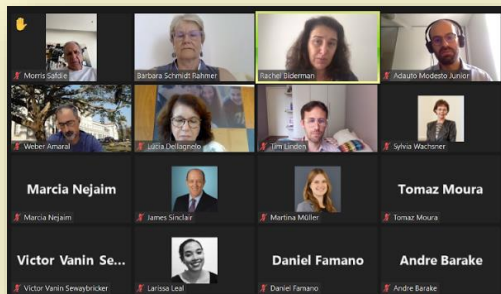 Morris Safdie
Barbara Schmidt Rahmer
Rachel Biderman
Adauto Modesto Junior
Weber Amaral
Lúcia Dellagnelo
Tim Linden
Sylvia Wachsner
Marcia Nejaim
Marcia Nejaim
James Sinclair
Martina Müller
Tomaz Moura
Tomaz Moura
Victor Vanin Se...
Victor Vanin Sewaybricker
Larissa Leal
Daniel Famano
Daniel Famano
Andre Barake
Andre Barake